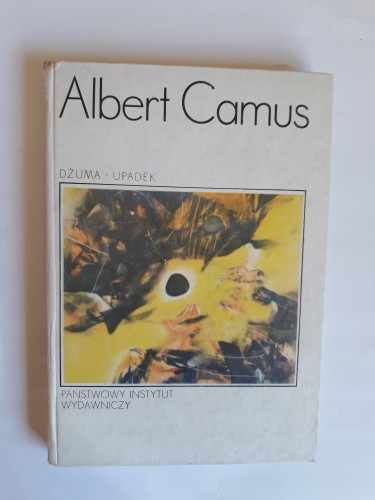 Albert Camus
DŻUMA · UPADEK
PAŃSTWOWY INSTYTUT
WYDAWNICZY